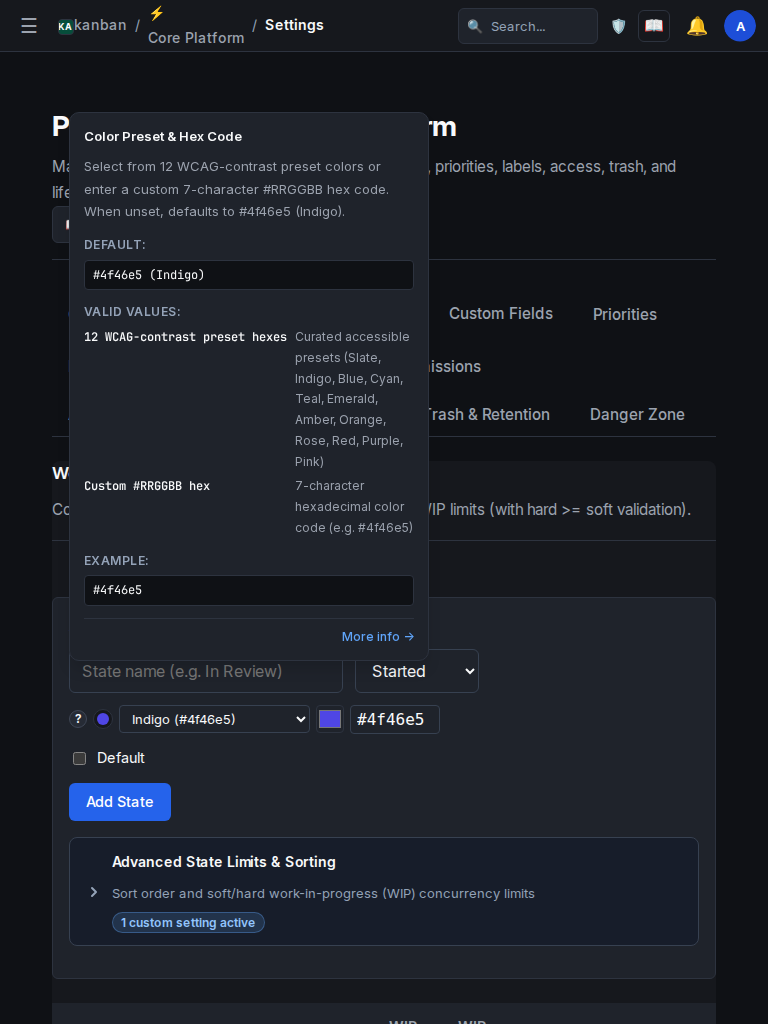 KA kanban / ⚡ Core Platform / Settings
Search...
A
rm
, priorities, labels, access, trash, and
Color Preset & Hex Code
Select from 12 WCAG-contrast preset colors or
enter a custom 7-character #RRGGBB hex code.
When unset, defaults to #4f46e5 (Indigo).
DEFAULT:
#4f46e5 (Indigo)
VALID VALUES:
12 WCAG-contrast preset hexes
Curated accessible
presets (Slate,
Indigo, Blue, Cyan,
Teal, Emerald,
Amber, Orange,
Rose, Red, Purple,
Pink)
Custom #RRGGBB hex
7-character
hexadecimal color
code (e.g. #4f46e5)
EXAMPLE:
#4f46e5
More info →
Custom Fields
Priorities
Trash & Retention
Danger Zone
WIP limits (with hard >= soft validation).
State name (e.g. In Review)
Started
?
Indigo (#4f46e5)
#4f46e5
Default
Add State
Advanced State Limits & Sorting
Sort order and soft/hard work-in-progress (WIP) concurrency limits
1 custom setting active
WIP WIP